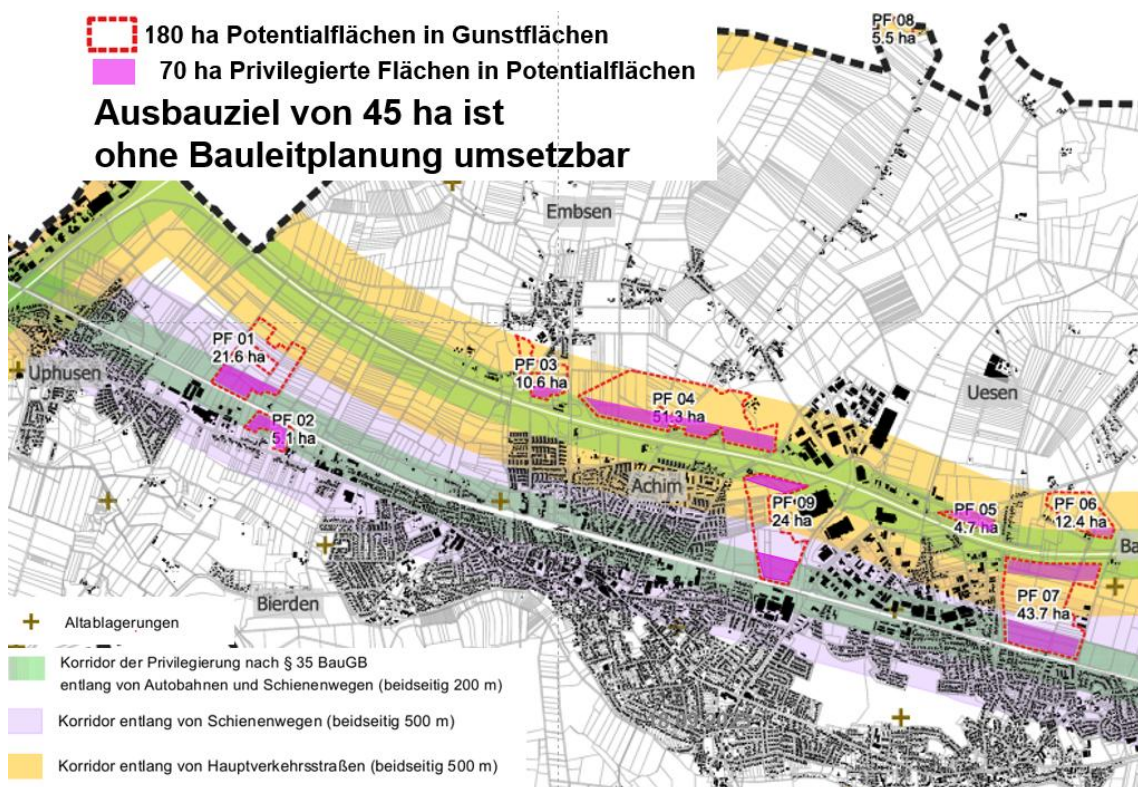 180 ha Potentialflächen in Gunstflächen
70 ha Privilegierte Flächen in Potentialflächen
Ausbauziel von 45 ha ist
ohne Bauleitplanung umsetzbar
PF 08
5.5 ha
Embsen
PF 01
21.6 ha
Uphusen
PF 02
5.1 ha
PF 03
10.6 ha
PF 04
51.3 ha
Uesen
Achim
PF 09
24 ha
PF 05
4.7 ha
PF 06
12.4 ha
Ba
PF 07
43.7 ha
Bierden
Altablagerungen
Korridor der Privilegierung nach § 35 BauGB
entlang von Autobahnen und Schienenwegen (beidseitig 200 m)
Korridor entlang von Schienenwegen (beidseitig 500 m)
Korridor entlang von Hauptverkehrsstraßen (beidseitig 500 m)